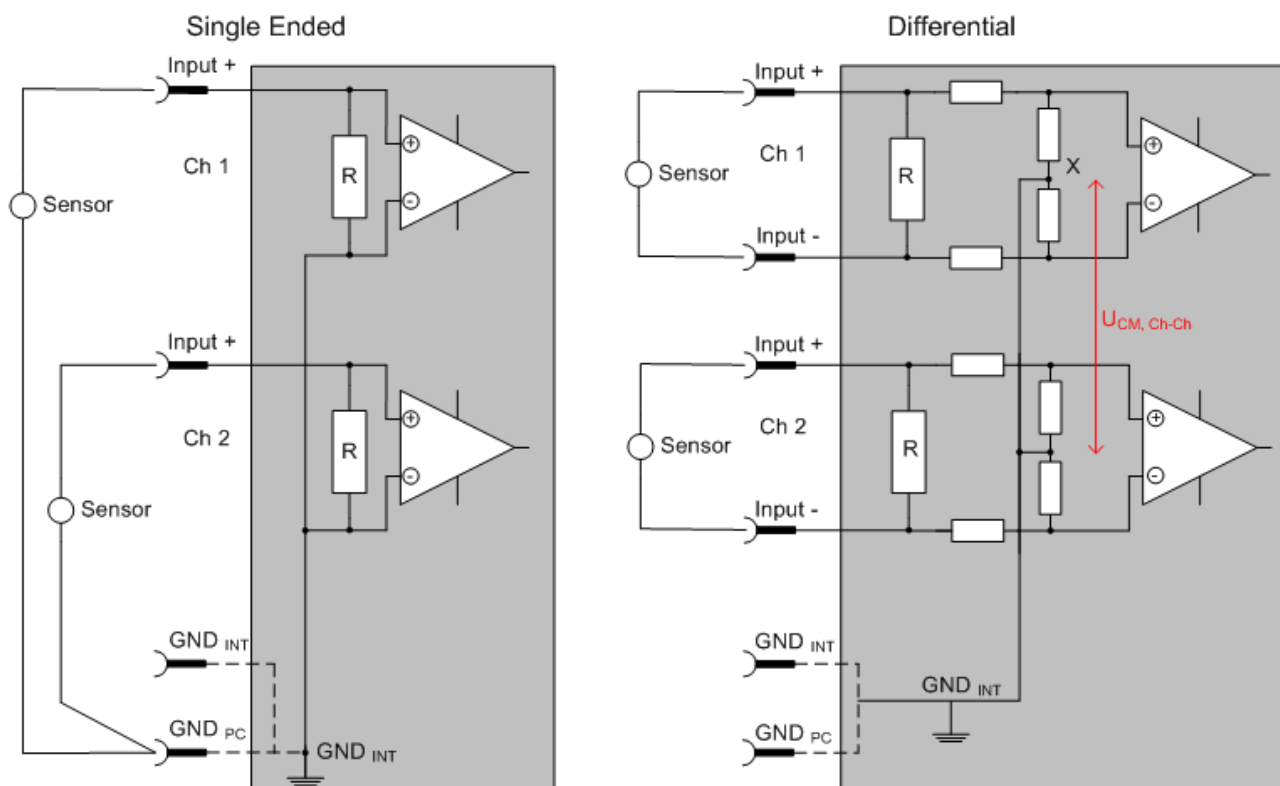 Single Ended
Input +
Ch 1
R
+
-
Sensor
Input +
Ch 2
R
+
-
Sensor
GND INT
GND PC
GND INT
Differential
Input +
Ch 1
Sensor
R
X
+
-
Input -
UCM, Ch-Ch
Input +
Ch 2
Sensor
R
+
-
Input -
GND INT
GND INT
GND PC